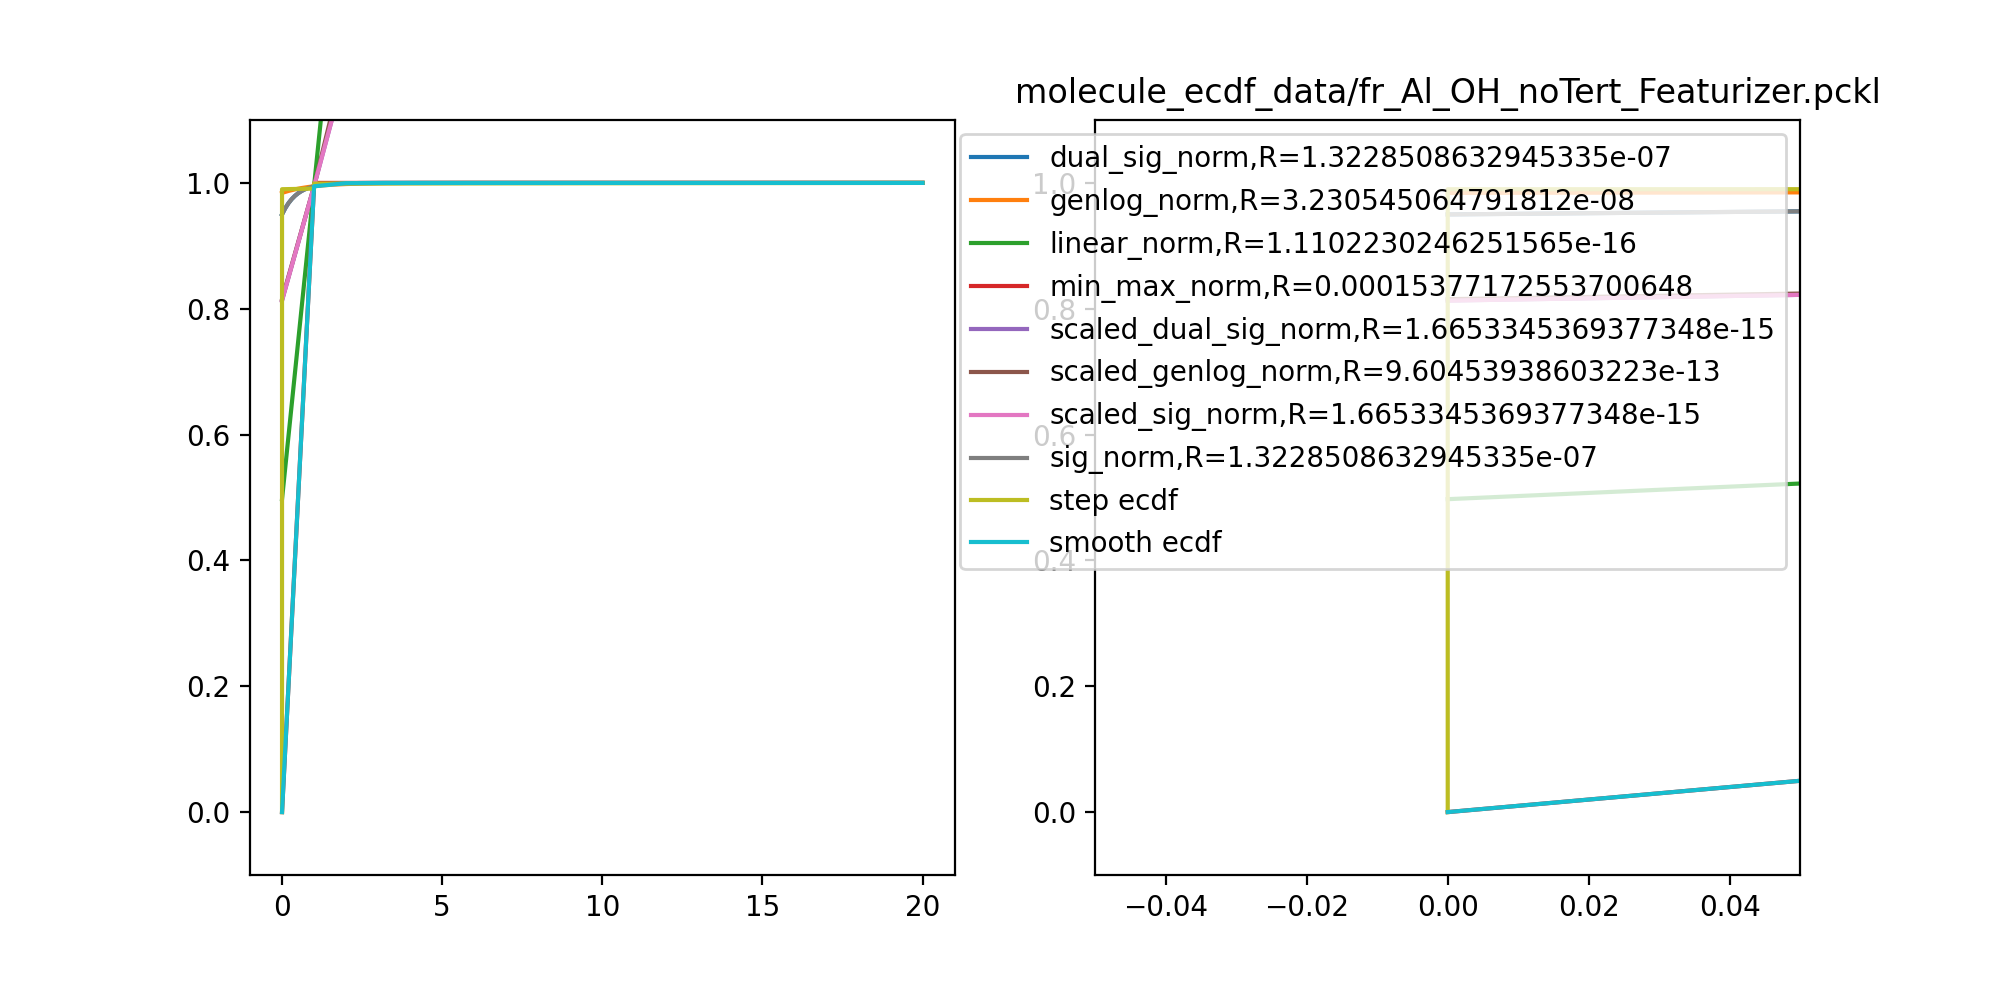 molecule_ecdf_data/fr_Al_OH_noTert_Featurizer.pckl
1.0
0.8
0.6
0.4
0.2
0.0
0
5
10
15
20
dual_sig_norm,R=1.3228508632945335e-07
genlog_norm,R=3.230545064791812e-08
linear_norm,R=1.1102230246251565e-16
min_max_norm,R=0.00015377172553700648
scaled_dual_sig_norm,R=1.6653345369377348e-15
scaled_genlog_norm,R=9.60453938603223e-13
scaled_sig_norm,R=1.6653345369377348e-15
sig_norm,R=1.3228508632945335e-07
step ecdf
smooth ecdf
1.0
0.8
0.6
0.4
0.2
0.0
−0.04
−0.02
0.00
0.02
0.04